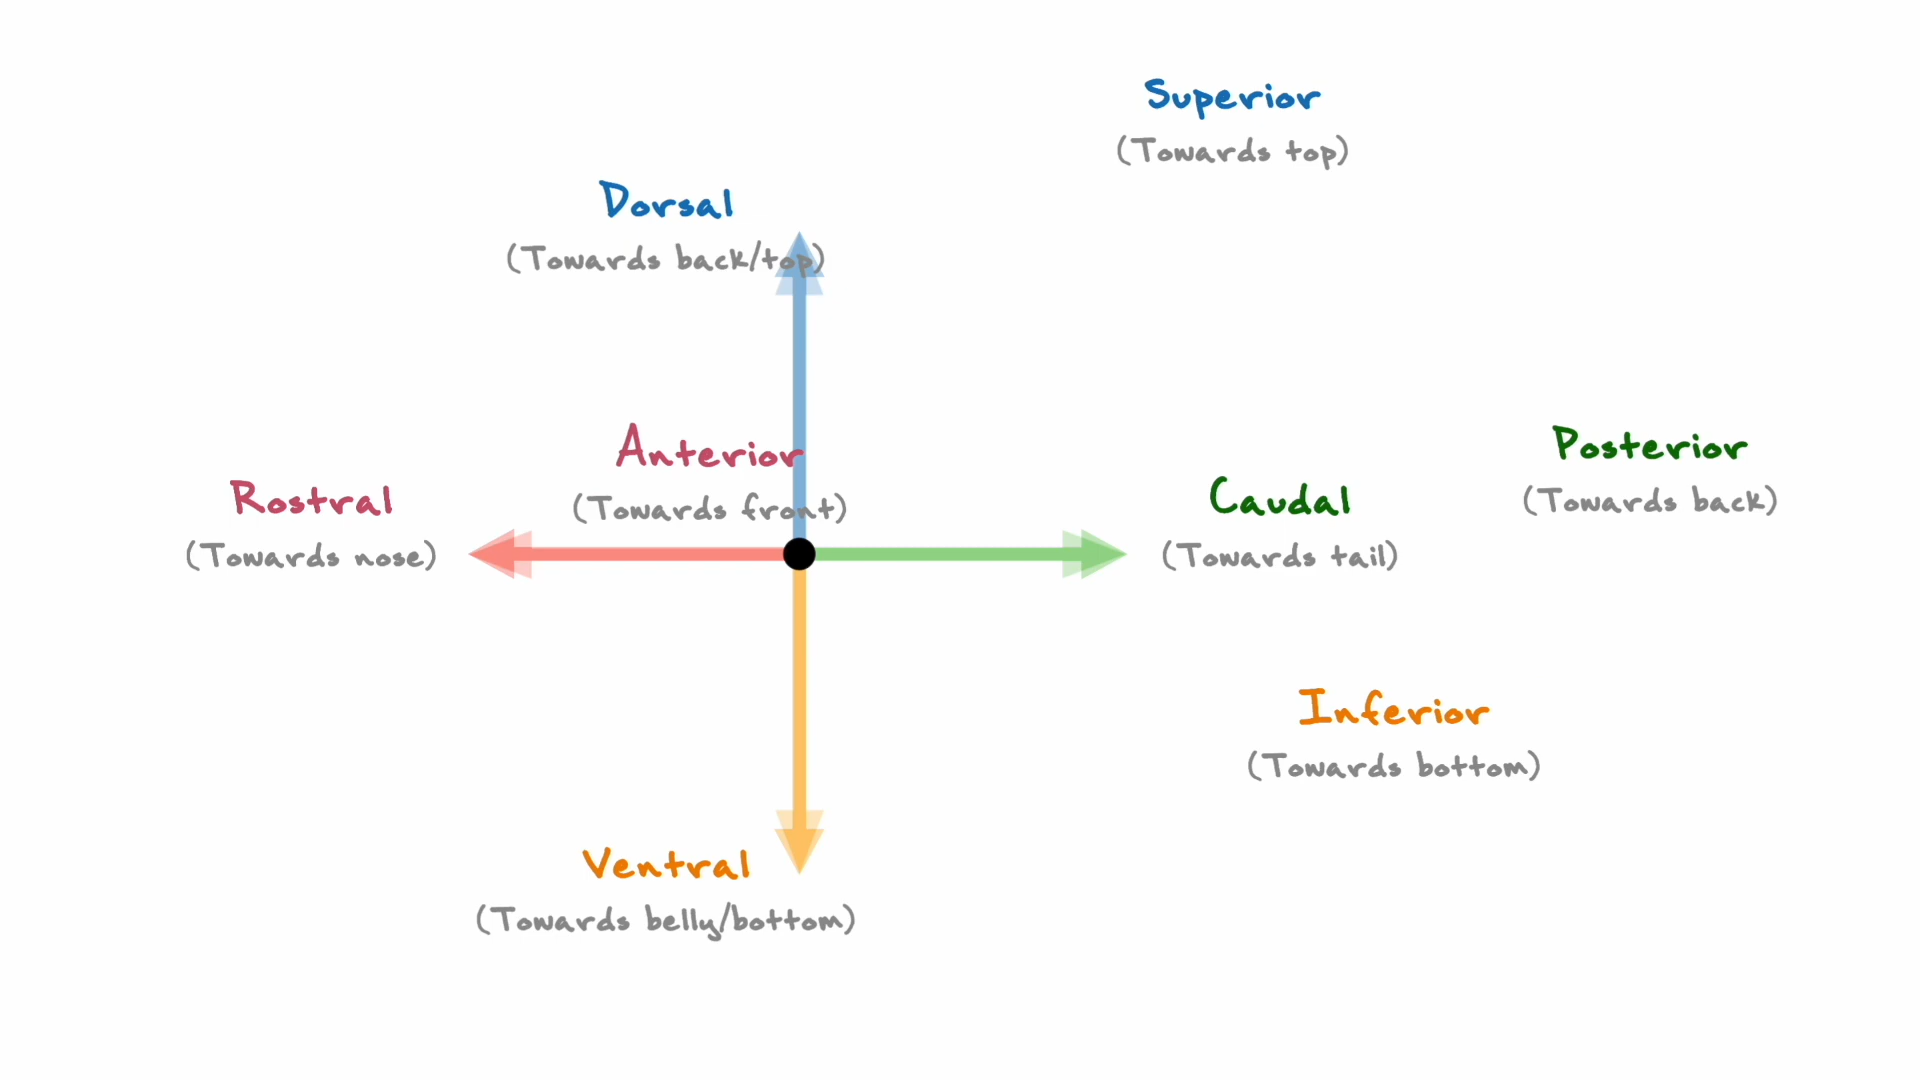 Superior
(Towards top)
Dorsal
(Towards back/top)
Anterior
(Towards front)
Rostral
(Towards nose)
Caudal
(Towards tail)
Posterior
(Towards back)
Inferior
(Towards bottom)
Ventral
(Towards belly/bottom)